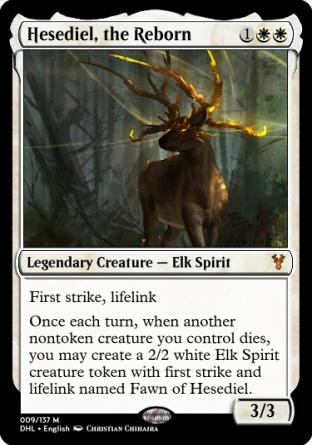 Hesediel, the Reborn 1
Legendary Creature — Elk Spirit
First strike, lifelink
Once each turn, when another
nontoken creature you control dies,
you may create a 2/2 white Elk Spirit
creature token with first strike and
lifelink named Fawn of Hesediel.
3/3
009/137 M
DHL • English CHRISTIAN CHIHAIRA